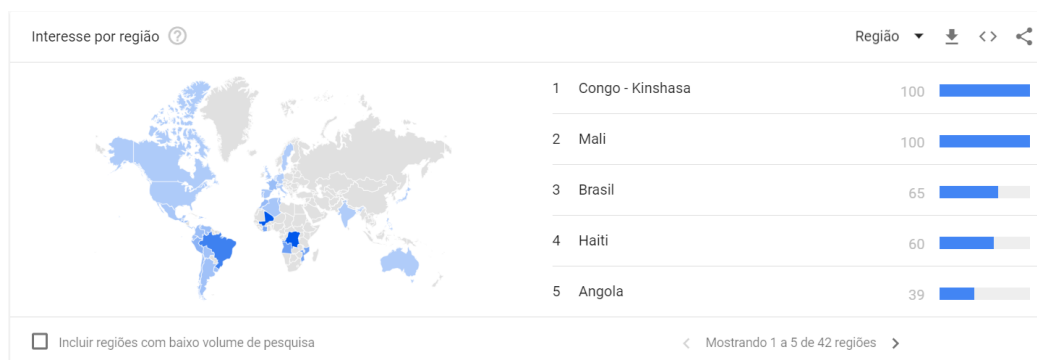 Interesse por região
Região
1 Congo - Kinshasa 100
2 Mali 100
3 Brasil 65
4 Haiti 60
5 Angola 39
Incluir regiões com baixo volume de pesquisa
Mostrando 1 a 5 de 42 regiões